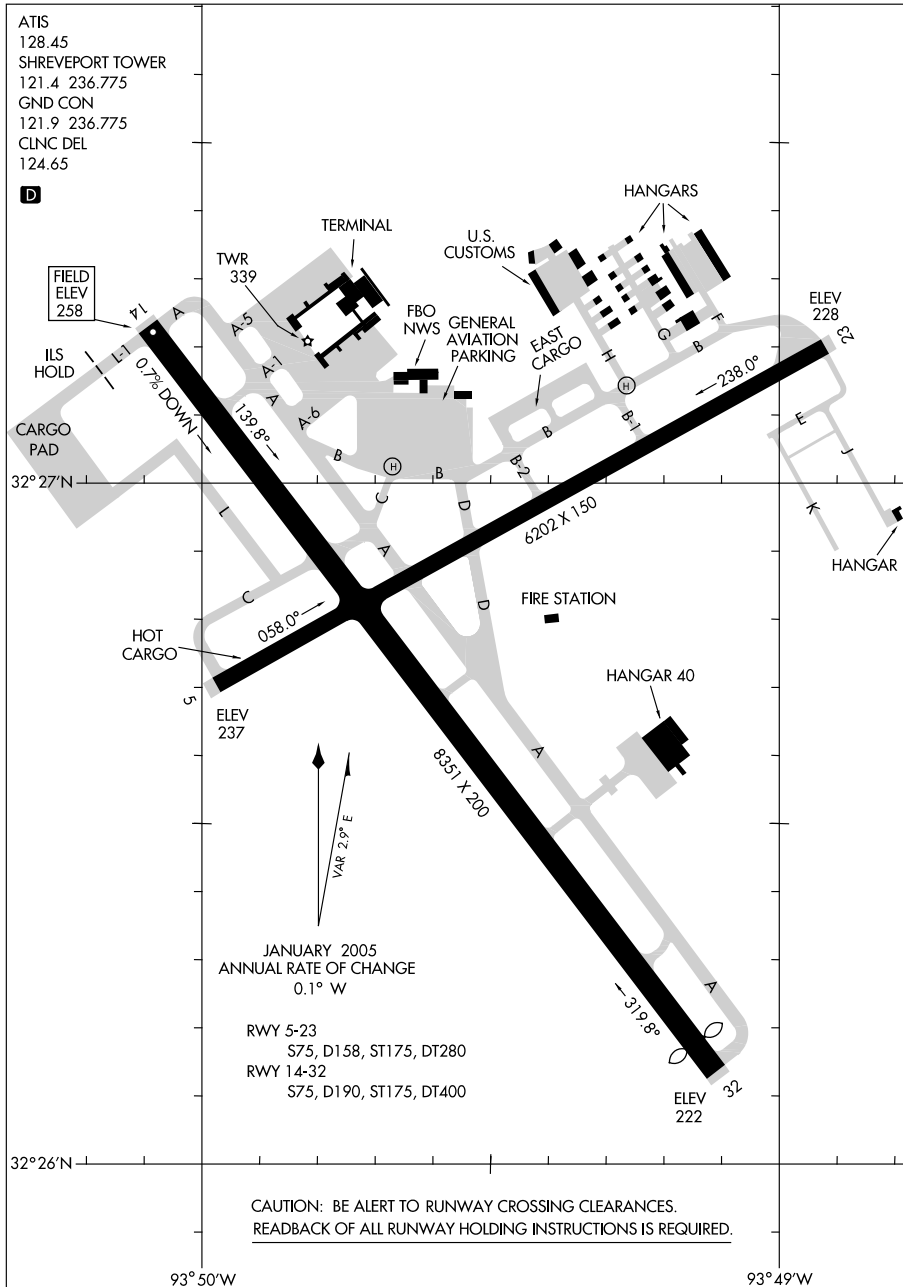 ATIS
128.45
SHREVEPORT TOWER
121.4 236.775
GND CON
121.9 236.775
CLNC DEL
124.65
D
HANGARS
TERMINAL
U.S.
CUSTOMS
TWR
339
FIELD
ELEV
258
14
A
A-5
FBO
NWS
GENERAL
AVIATION
PARKING
EAST
CARGO
F
G
B
H
ELEV
228
23
ILS
HOLD
L-1
A-1
0.7% DOWN
139.8°
A
A-6
H
238.0°
CARGO
PAD
B
H
B
B
B-2
B-1
E
J
K
32°27'N
C
D
L
A
6202 X 150
HANGAR
C
058.0°
D
FIRE STATION
HOT
CARGO
HANGAR 40
5
ELEV
237
8351 X 200
A
VAR 2.9° E
JANUARY 2005
ANNUAL RATE OF CHANGE
0.1° W
A
319.8°
RWY 5-23
S75, D158, ST175, DT280
RWY 14-32
S75, D190, ST175, DT400
32
ELEV
222
32°26'N
CAUTION: BE ALERT TO RUNWAY CROSSING CLEARANCES.
READBACK OF ALL RUNWAY HOLDING INSTRUCTIONS IS REQUIRED.
93°50'W
93°49'W